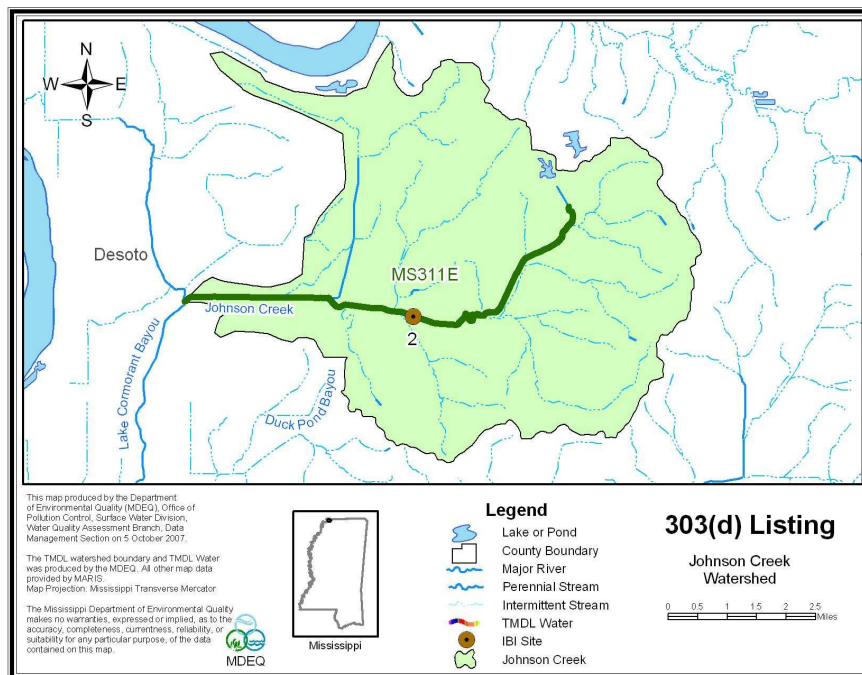 N
W E
S
Desoto
MS311E
Johnson Creek
2
Lake Cormorant Bayou
Duck Pond Bayou
This map produced by the Department
of Environmental Quality (MDEQ), Office of
Pollution Control, Surface Water Division,
Water Quality Assessment Branch, Data
Management Section on 5 October 2007.
The TMDL watershed boundary and TMDL Water
was produced by the MDEQ. All other map data
provided by MARIS.
Map Projection: Mississippi Transverse Mercator
The Mississippi Department of Environmental Quality
makes no warranties, expressed or implied, as to the
accuracy, completeness, currentness, reliability, or
suitability for any particular purpose, of the data
contained on this map.
MDEQ
Mississippi
Legend
Lake or Pond
County Boundary
Major River
Perennial Stream
Intermittent Stream
TMDL Water
IBI Site
Johnson Creek
303(d) Listing
Johnson Creek
Watershed
0 0.5 1 1.5 2 2.5
Miles